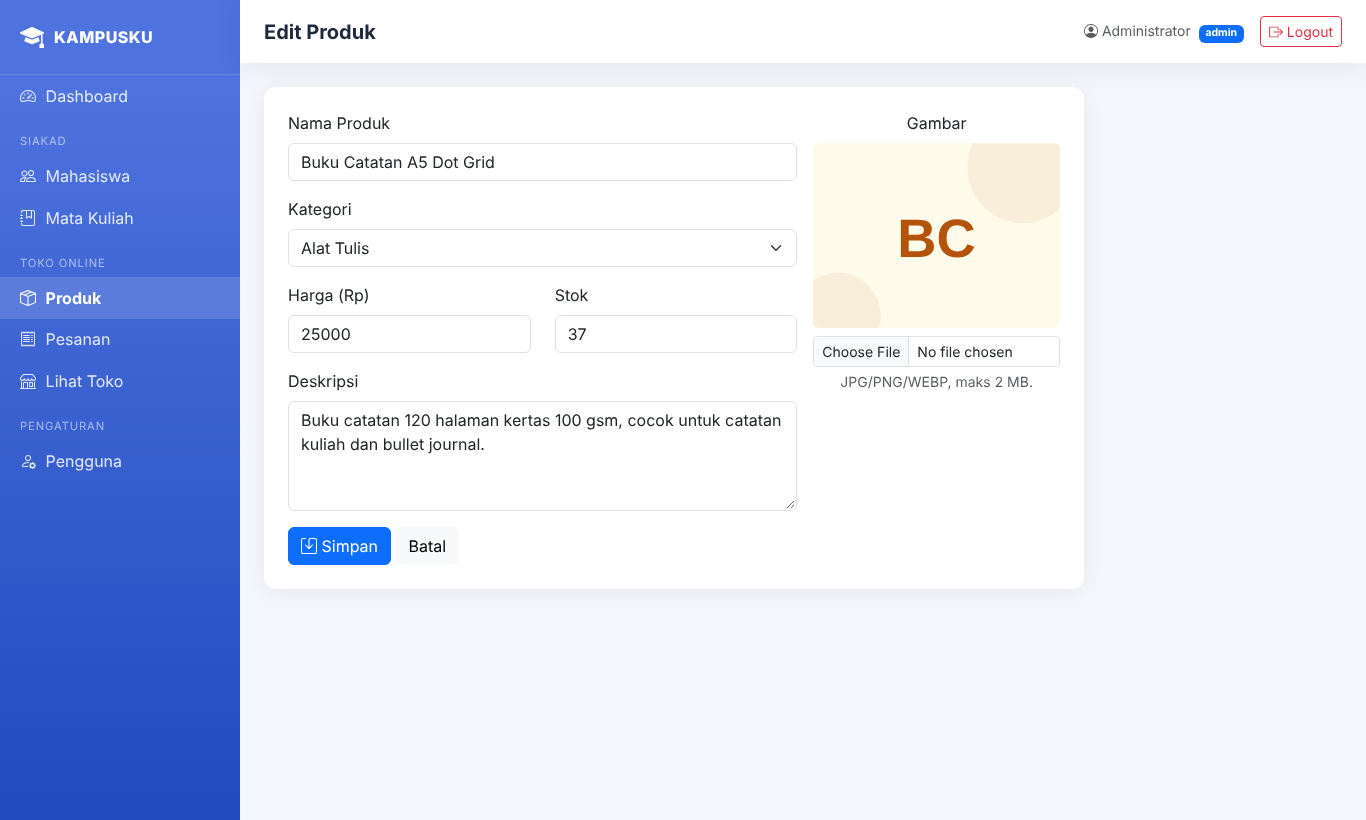 KAMPUSKU
Dashboard
SIAKAD
Mahasiswa
Mata Kuliah
TOKO ONLINE
Produk
Pesanan
Lihat Toko
PENGATURAN
Pengguna
Edit Produk
Administrator admin Logout
Nama Produk
Buku Catatan A5 Dot Grid
Kategori
Alat Tulis
Harga (Rp) Stok
25000 37
Deskripsi
Buku catatan 120 halaman kertas 100 gsm, cocok untuk catatan
kuliah dan bullet journal.
Simpan Batal
Gambar
BC
Choose File No file chosen
JPG/PNG/WEBP, maks 2 MB.